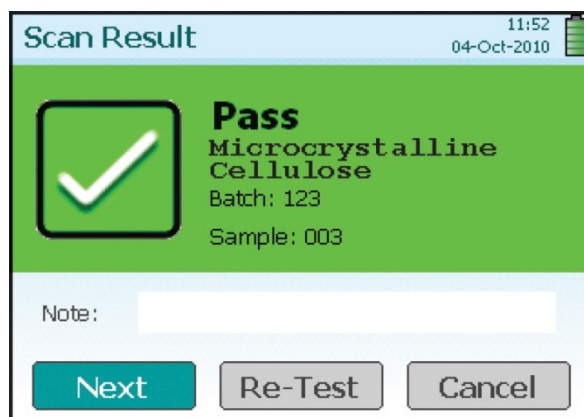 Scan Result
11:52
04-Oct-2010
Pass
Microcrystalline
Cellulose
Batch: 123
Sample: 003
Note:
Next
Re-Test
Cancel